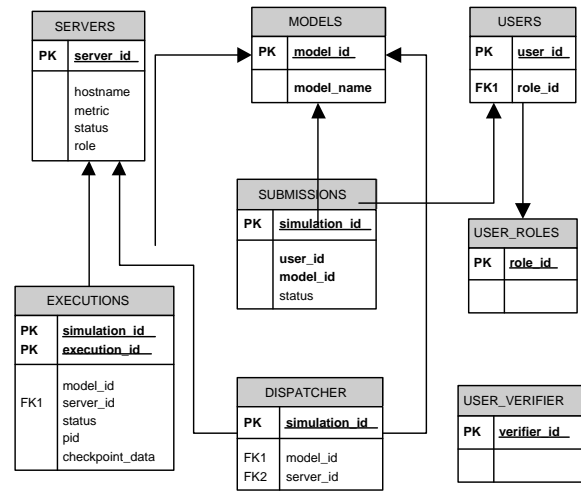 SERVERS
PK server_id
hostname
metric
status
role
MODELS
PK model_id
model_name
USERS
PK user_id
FK1 role_id
SUBMISSIONS
PK simulation_id
user_id
model_id
status
USER_ROLES
PK role_id
EXECUTIONS
PK simulation_id
PK execution_id
model_id
FK1 server_id
status
pid
checkpoint_data
DISPATCHER
PK simulation_id
FK1 model_id
FK2 server_id
USER_VERIFIER
PK verifier_id